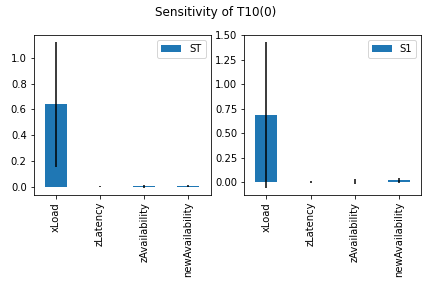 Sensitivity of T10(0)
ST
1.0
0.8
0.6
0.4
0.2
0.0
xLoad
zLatency
zAvailability
newAvailability
S1
1.50
1.25
1.00
0.75
0.50
0.25
0.00
xLoad
zLatency
zAvailability
newAvailability